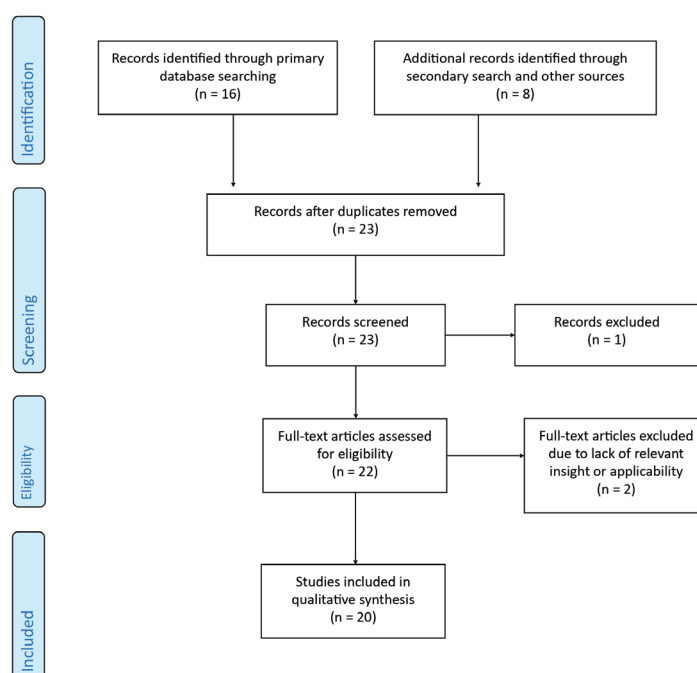 Identification
Records identified through primary
database searching
(n = 16)
Additional records identified through
secondary search and other sources
(n = 8)
Screening
Records after duplicates removed
(n = 23)
Records screened
(n = 23)
Records excluded
(n = 1)
Eligibility
Full-text articles assessed
for eligibility
(n = 22)
Full-text articles excluded
due to lack of relevant
insight or applicability
(n = 2)
Included
Studies included in
qualitative synthesis
(n = 20)